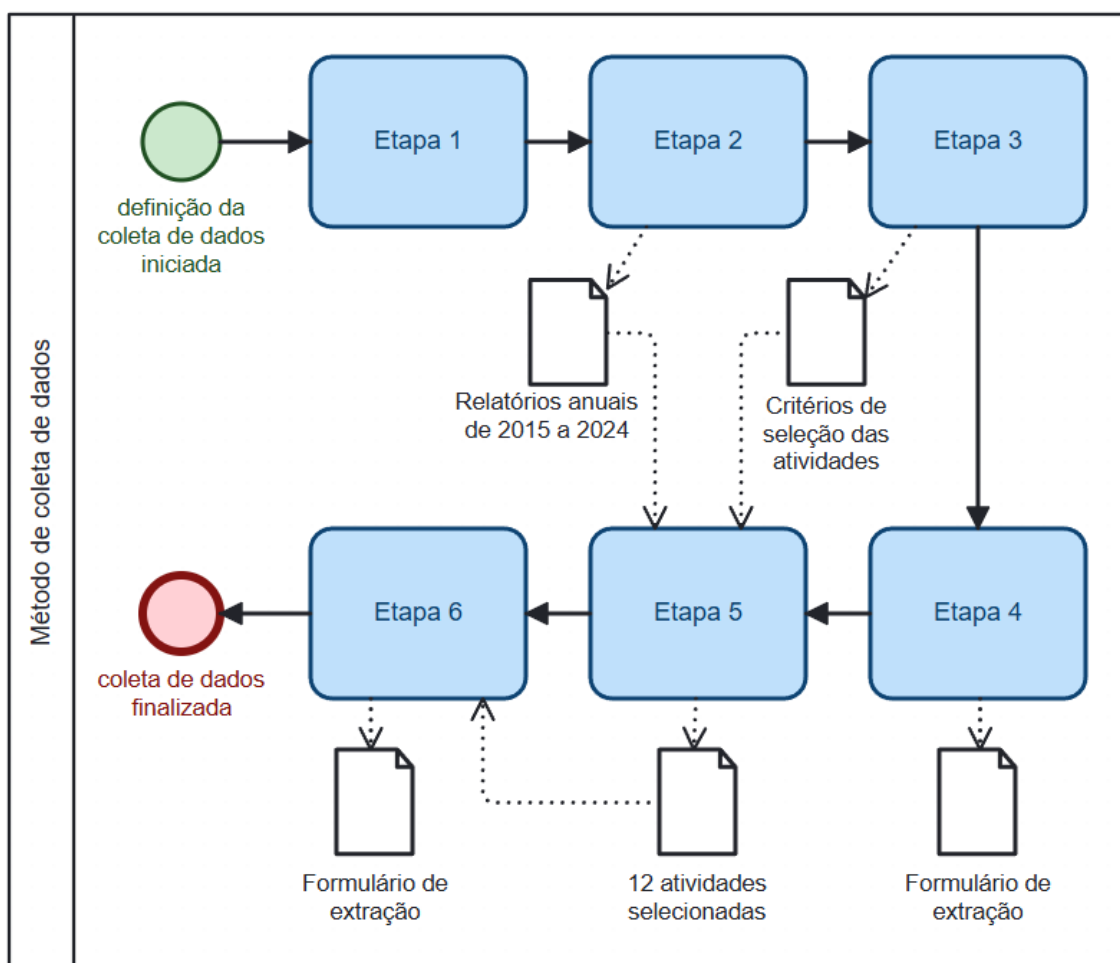 Método de coleta de dados
Etapa 1
Etapa 2
Etapa 3
definição da
coleta de dados
iniciada
Relatórios anuais
de 2015 a 2024
Critérios de
seleção das
atividades
Etapa 6
Etapa 5
Etapa 4
coleta de dados
finalizada
Formulário de
extração
12 atividades
selecionadas
Formulário de
extração